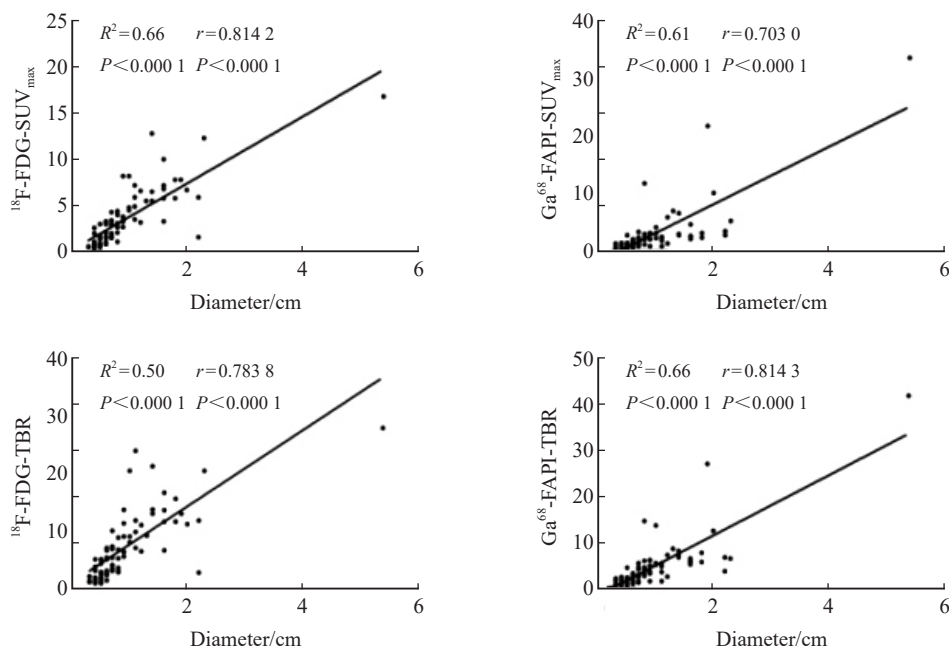 25
20
15
10
5
0
¹⁸F-FDG-SUVmax
R²=0.66 r=0.814 2
P<0.000 1 P<0.000 1
2 4 6
Diameter/cm
40
30
20
10
0
Ga⁶⁸-FAPI-SUVmax
R²=0.61 r=0.703 0
P<0.000 1 P<0.000 1
2 4 6
Diameter/cm
40
30
20
10
0
¹⁸F-FDG-TBR
R²=0.50 r=0.783 8
P<0.000 1 P<0.000 1
2 4 6
Diameter/cm
50
40
30
20
10
0
Ga⁶⁸-FAPI-TBR
R²=0.66 r=0.814 3
P<0.000 1 P<0.000 1
2 4 6
Diameter/cm